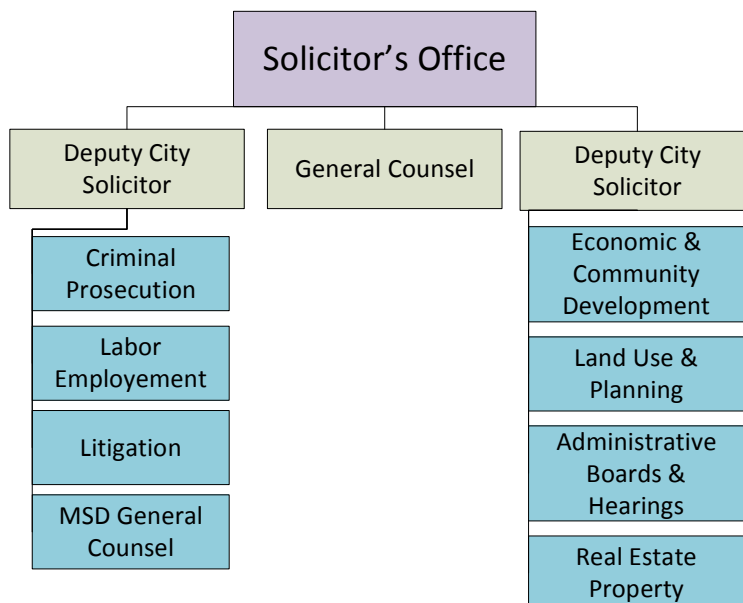 Solicitor’s Office
Deputy City
Solicitor
General Counsel
Deputy City
Solicitor
Criminal
Prosecution
Labor
Employement
Litigation
MSD General
Counsel
Economic &
Community
Development
Land Use &
Planning
Administrative
Boards &
Hearings
Real Estate
Property